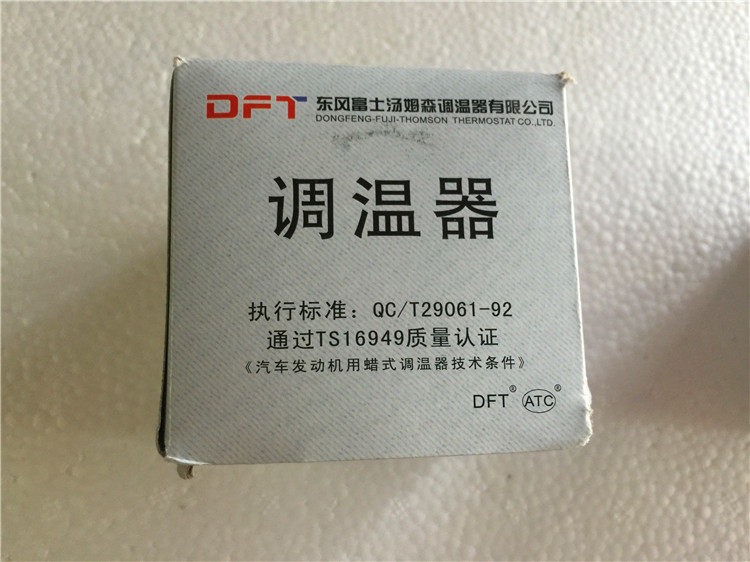 DFT 东风富士汤姆森调温器有限公司
DONGFENG-FUJI-THOMSON THERMOSTAT CO.,LTD.
调温器
执行标准：QC/T29061-92
通过TS16949质量认证
《汽车发动机用蜡式调温器技术条件》
DFT® ATC®